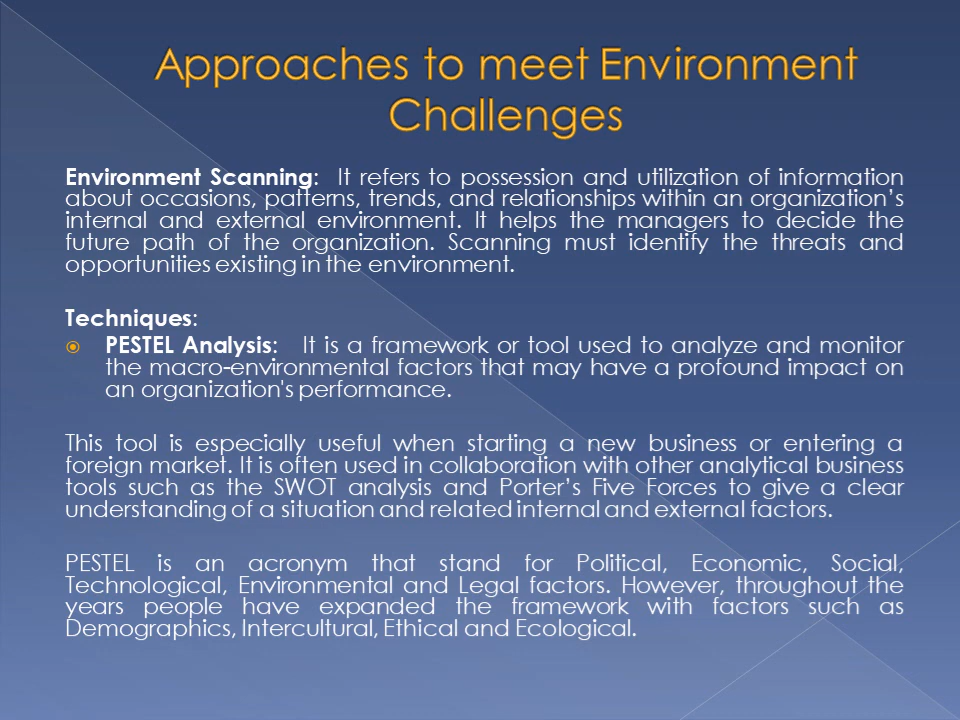 Approaches to meet Environment
Challenges
Environment Scanning: It refers to possession and utilization of information
about occasions, patterns, trends, and relationships within an organization’s
internal and external environment. It helps the managers to decide the
future path of the organization. Scanning must identify the threats and
opportunities existing in the environment.
Techniques:
PESTEL Analysis: It is a framework or tool used to analyze and monitor
the macro-environmental factors that may have a profound impact on
an organization's performance.
This tool is especially useful when starting a new business or entering a
foreign market. It is often used in collaboration with other analytical business
tools such as the SWOT analysis and Porter’s Five Forces to give a clear
understanding of a situation and related internal and external factors.
PESTEL is an acronym that stand for Political, Economic, Social,
Technological, Environmental and Legal factors. However, throughout the
years people have expanded the framework with factors such as
Demographics, Intercultural, Ethical and Ecological.